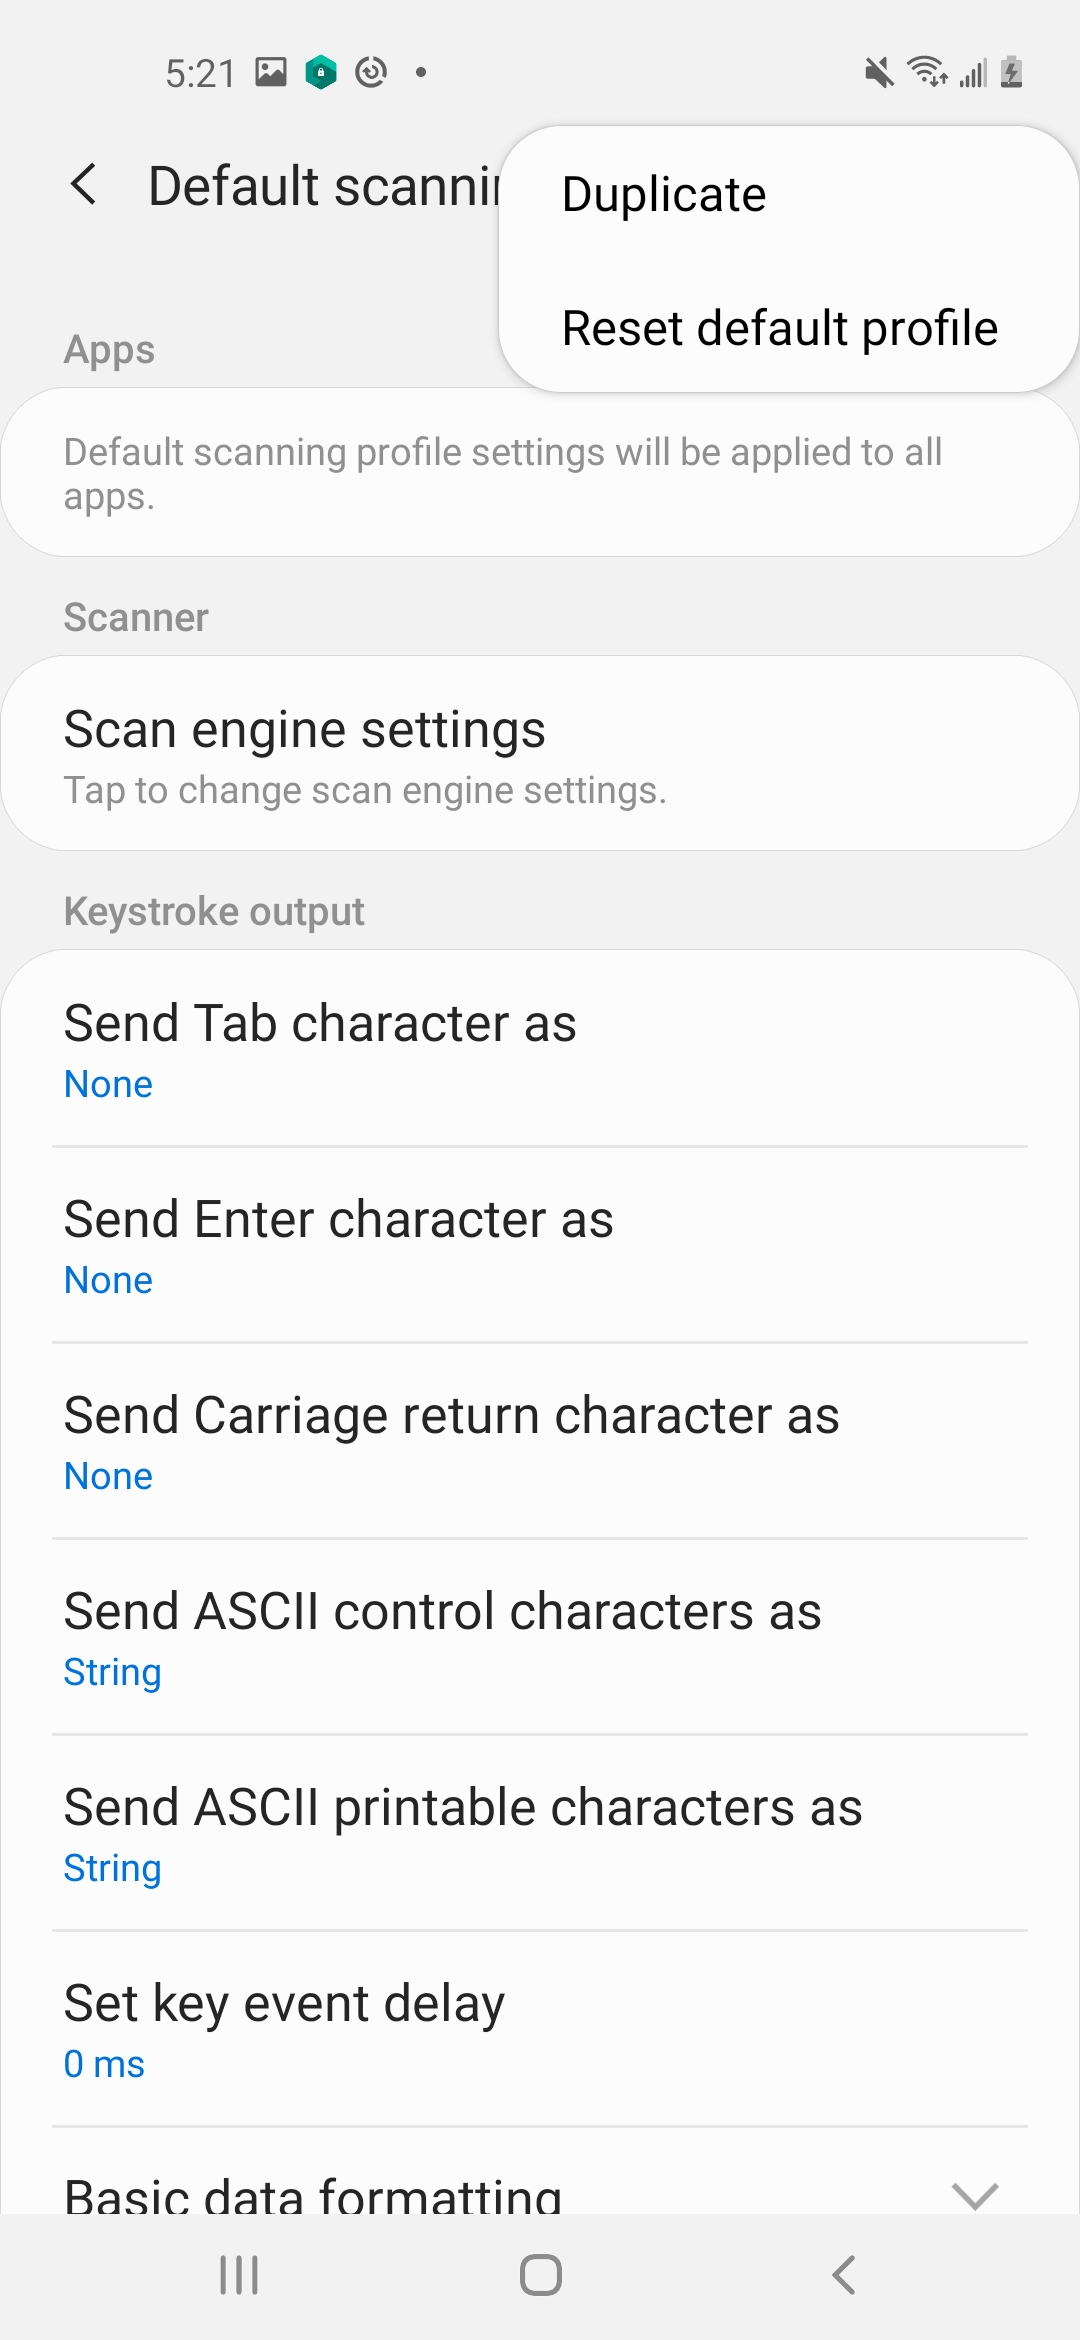 5:21
Default scannin
Duplicate
Reset default profile
Apps
Default scanning profile settings will be applied to all
apps.
Scanner
Scan engine settings
Tap to change scan engine settings.
Keystroke output
Send Tab character as
None
Send Enter character as
None
Send Carriage return character as
None
Send ASCII control characters as
String
Send ASCII printable characters as
String
Set key event delay
0 ms
Basic data formatting